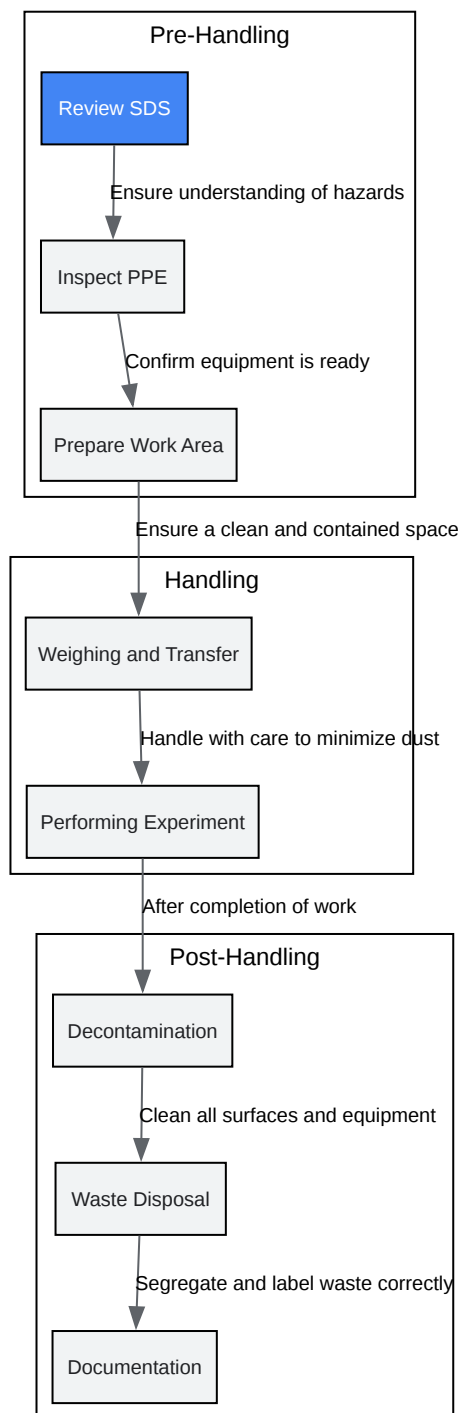 Pre-Handling
Review SDS
Ensure understanding of hazards
Inspect PPE
Confirm equipment is ready
Prepare Work Area
Ensure a clean and contained space
Handling
Weighing and Transfer
Handle with care to minimize dust
Performing Experiment
After completion of work
Post-Handling
Decontamination
Clean all surfaces and equipment
Waste Disposal
Segregate and label waste correctly
Documentation